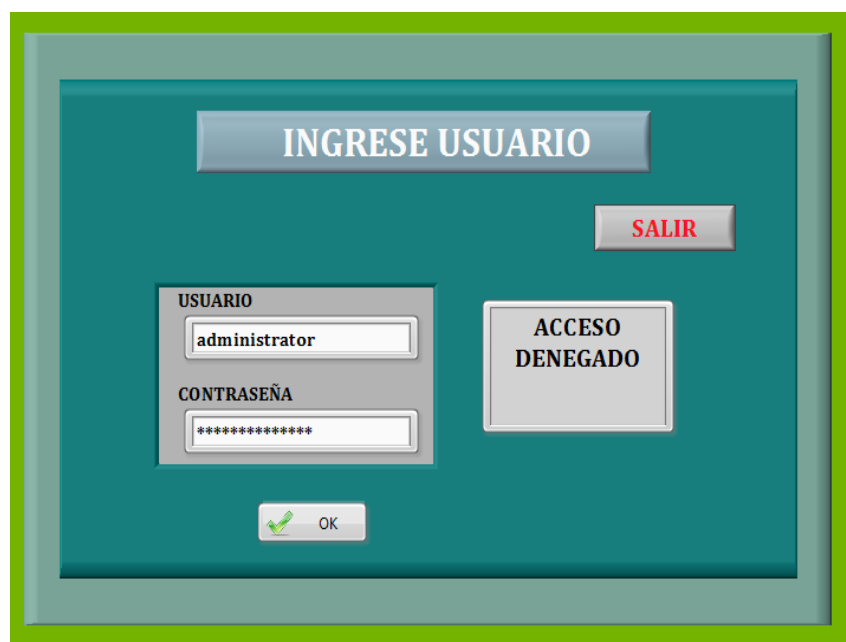 INGRESE USUARIO
SALIR
USUARIO
administrator
ACCESO
DENEGADO
CONTRASEÑA
**************
OK